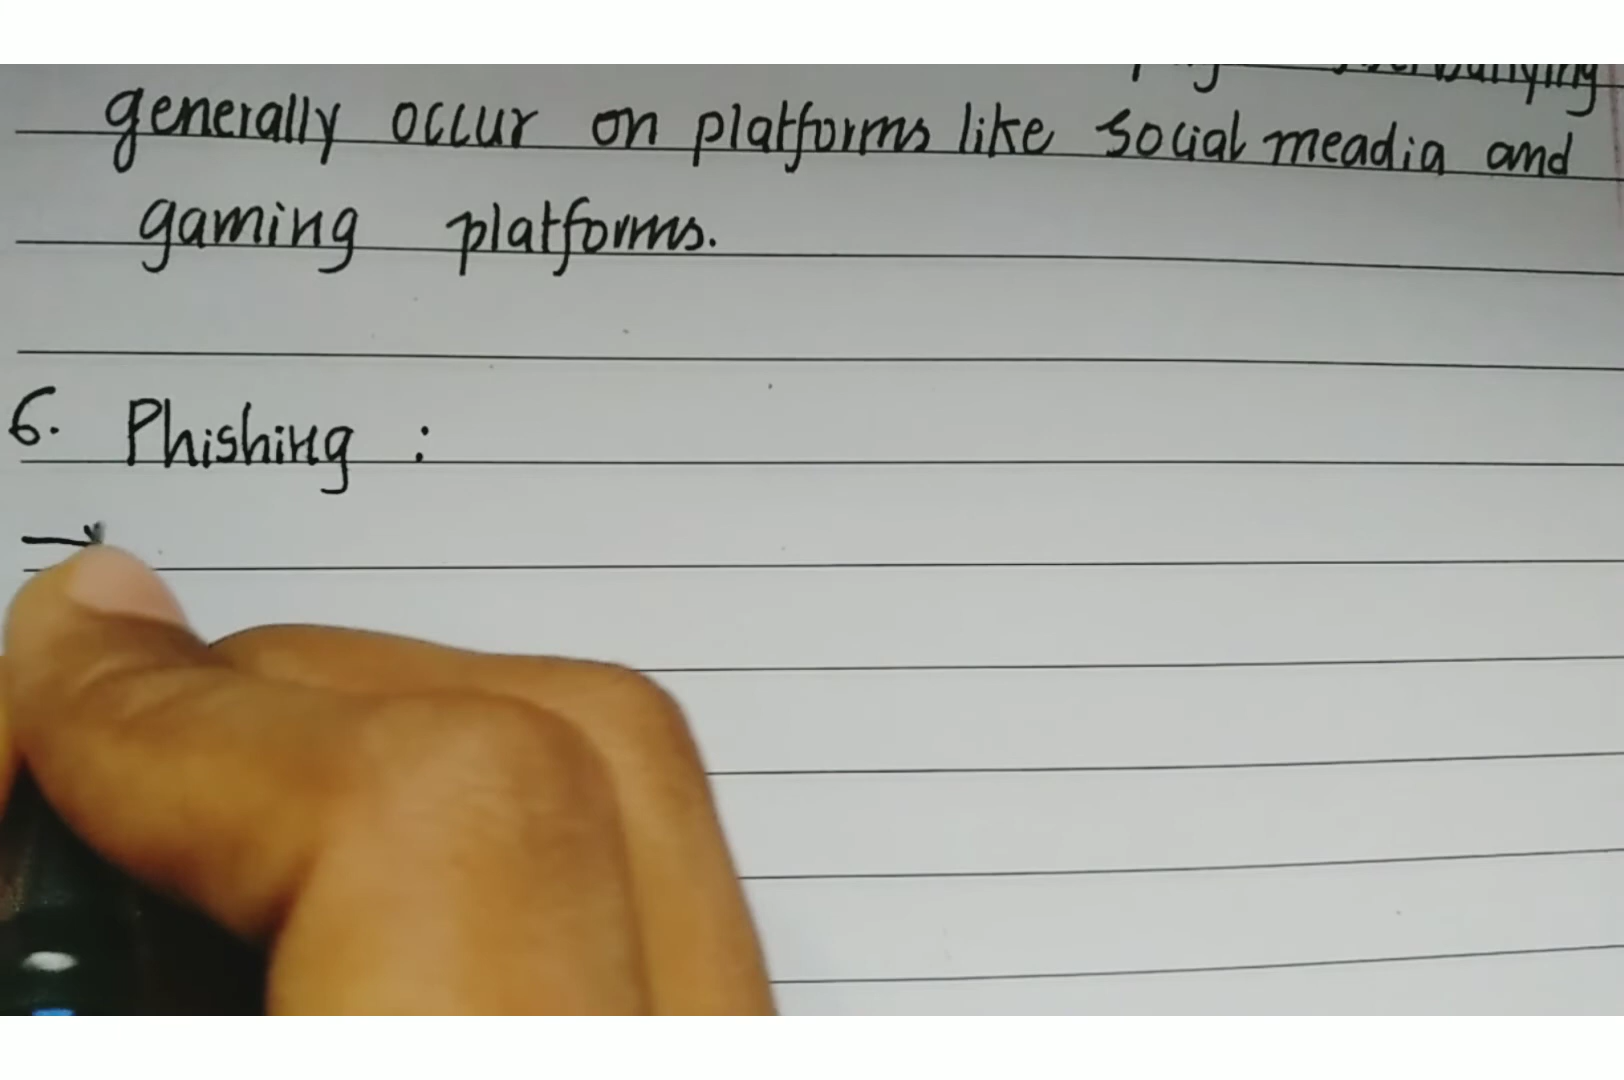 generally occur on platforms like social meadia and
gaming platforms.
6. Phishing :
→